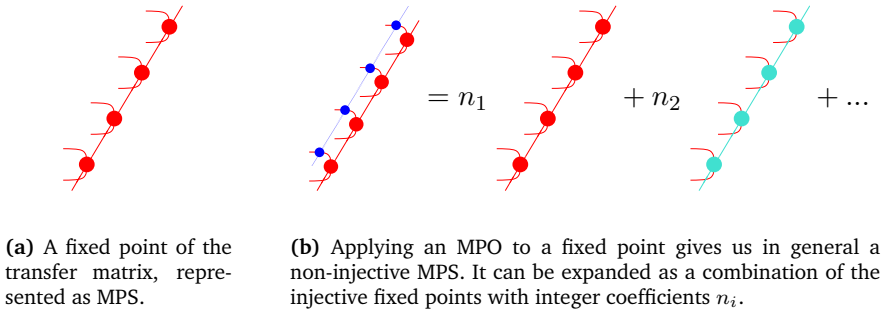 = n₁ + n₂ + ...
(a) A fixed point of the
transfer matrix, repre-
sented as MPS.
(b) Applying an MPO to a fixed point gives us in general a
non-injective MPS. It can be expanded as a combination of the
injective fixed points with integer coefficients nᵢ.